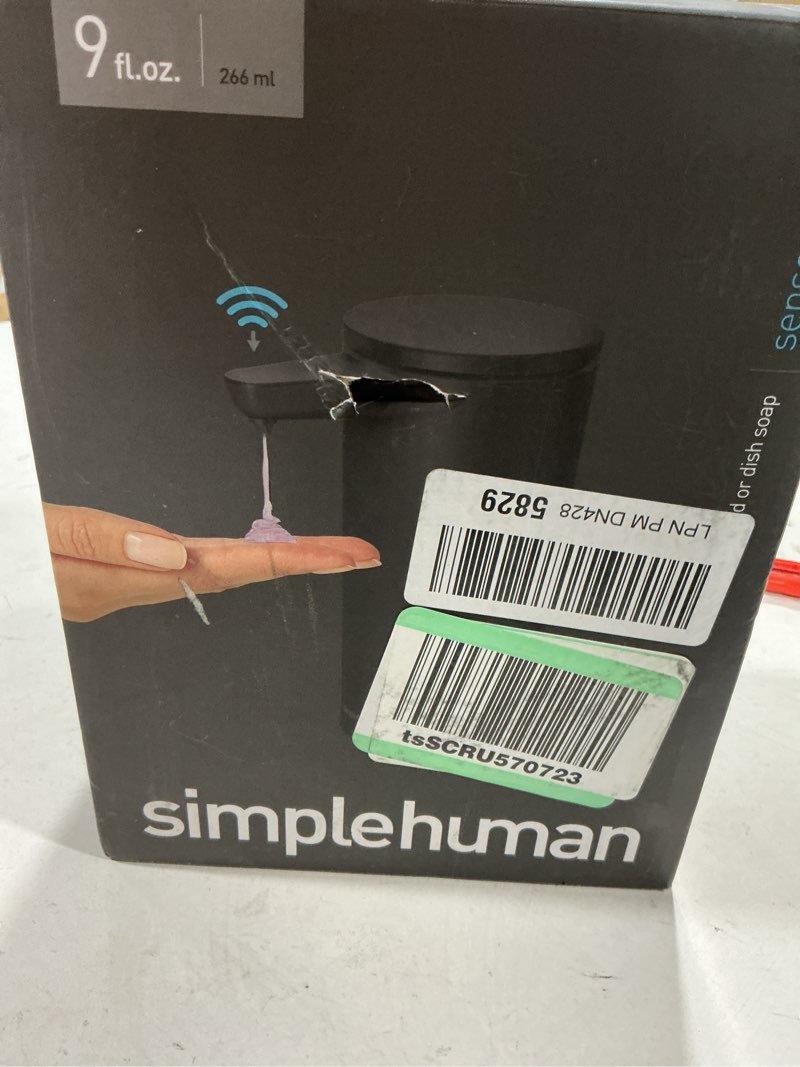 9 fl.oz. 266 ml
d or dish soap
LPN PM DN428 5829
tsSCRU570723
simplehuman